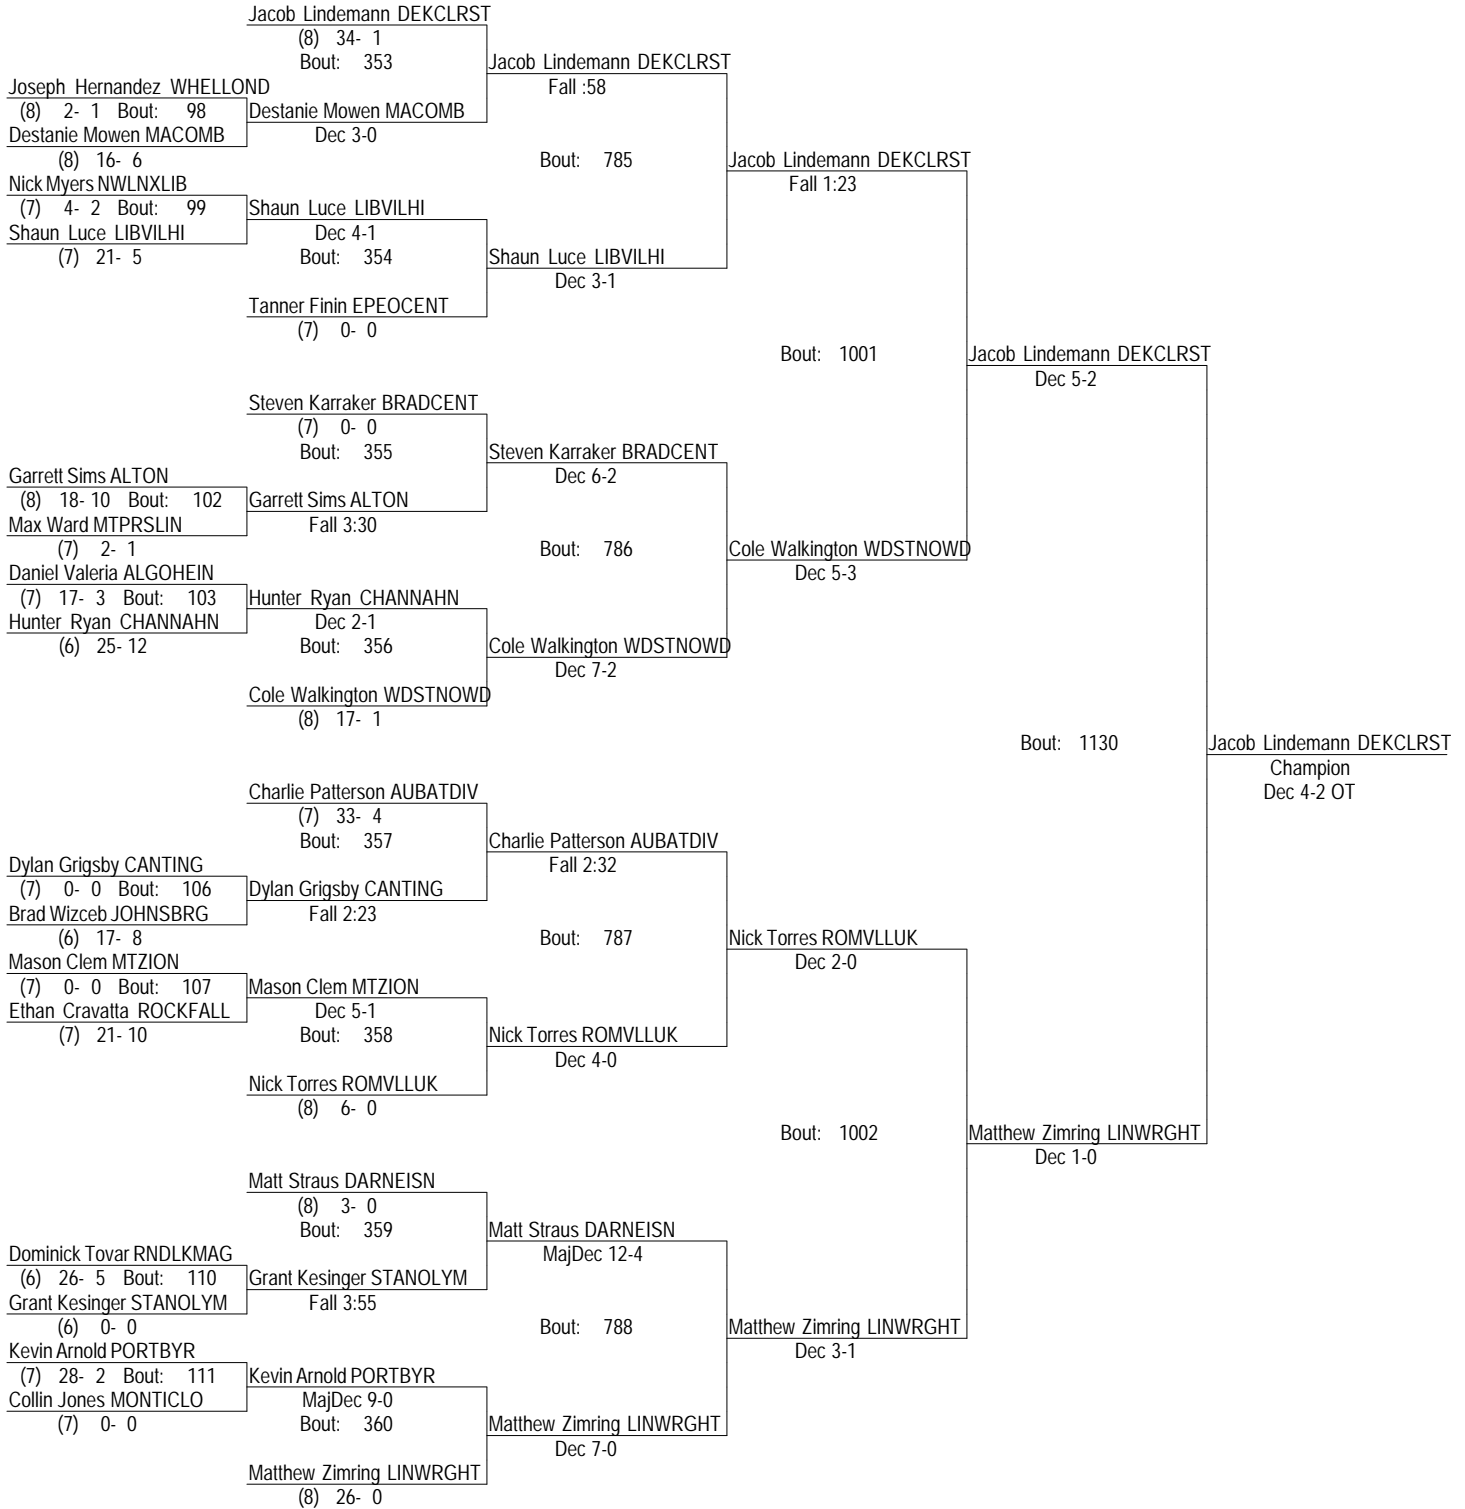 Jacob Lindemann DEKCLRST
(8) 34- 1
Bout: 353
Jacob Lindemann DEKCLRST
Fall :58
Joseph Hernandez WHELLOND
(8) 2- 1 Bout: 98
Destanie Mowen MACOMB
Dec 3-0
Destanie Mowen MACOMB
(8) 16- 6
Bout: 785
Jacob Lindemann DEKCLRST
Fall 1:23
Nick Myers NWLNXLIB
(7) 4- 2 Bout: 99
Shaun Luce LIBVILHI
Dec 4-1
Shaun Luce LIBVILHI
(7) 21- 5
Bout: 354
Shaun Luce LIBVILHI
Dec 3-1
Tanner Finin EPEOCENT
(7) 0- 0
Bout: 1001
Jacob Lindemann DEKCLRST
Dec 5-2
Steven Karraker BRADCENT
(7) 0- 0
Bout: 355
Steven Karraker BRADCENT
Dec 6-2
Garrett Sims ALTON
(8) 18- 10 Bout: 102
Garrett Sims ALTON
Fall 3:30
Max Ward MTPRSLIN
(7) 2- 1
Bout: 786
Cole Walkington WDSTNOWD
Dec 5-3
Daniel Valeria ALGOHEIN
(7) 17- 3 Bout: 103
Hunter Ryan CHANNAHN
Dec 2-1
Hunter Ryan CHANNAHN
(6) 25- 12
Bout: 356
Cole Walkington WDSTNOWD
Dec 7-2
Cole Walkington WDSTNOWD
(8) 17- 1
Bout: 1130
Jacob Lindemann DEKCLRST
Champion
Dec 4-2 OT
Charlie Patterson AUBATDIV
(7) 33- 4
Bout: 357
Charlie Patterson AUBATDIV
Fall 2:32
Dylan Grigsby CANTING
(7) 0- 0 Bout: 106
Dylan Grigsby CANTING
Fall 2:23
Brad Wizceb JOHNSBRG
(6) 17- 8
Bout: 787
Nick Torres ROMVLLUK
Dec 2-0
Mason Clem MTZION
(7) 0- 0 Bout: 107
Mason Clem MTZION
Dec 5-1
Ethan Cravatta ROCKFALL
(7) 21- 10
Bout: 358
Nick Torres ROMVLLUK
Dec 4-0
Nick Torres ROMVLLUK
(8) 6- 0
Bout: 1002
Matthew Zimring LINWRGHT
Dec 1-0
Matt Straus DARNEISN
(8) 3- 0
Bout: 359
Matt Straus DARNEISN
MajDec 12-4
Dominick Tovar RNDLKMAG
(6) 26- 5 Bout: 110
Grant Kesinger STANOLYM
Fall 3:55
Grant Kesinger STANOLYM
(6) 0- 0
Bout: 788
Matthew Zimring LINWRGHT
Dec 3-1
Kevin Arnold PORTBYR
(7) 28- 2 Bout: 111
Kevin Arnold PORTBYR
MajDec 9-0
Collin Jones MONTICLO
(7) 0- 0
Bout: 360
Matthew Zimring LINWRGHT
Dec 7-0
Matthew Zimring LINWRGHT
(8) 26- 0